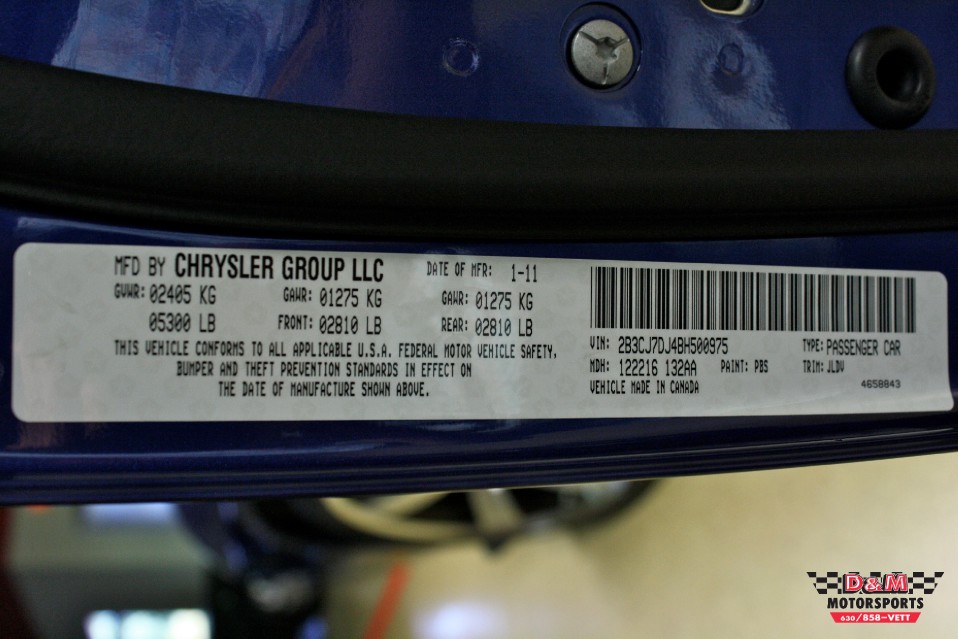 MFD BY CHRYSLER GROUP LLC DATE OF MFR: 1-11
GVWR: 02405 KG GAWR: 01275 KG GAWR: 01275 KG
05300 LB FRONT: 02810 LB REAR: 02810 LB
THIS VEHICLE CONFORMS TO ALL APPLICABLE U.S.A. FEDERAL MOTOR VEHICLE SAFETY,
BUMPER AND THEFT PREVENTION STANDARDS IN EFFECT ON
THE DATE OF MANUFACTURE SHOWN ABOVE.
VIN: 2B3CJ7DJ4BH500975 TYPE: PASSENGER CAR
MDH: 122216 132AA PAINT: PBS TRIM: JLDV
VEHICLE MADE IN CANADA 4658843
D&M
MOTORSPORTS
630/858-VETT